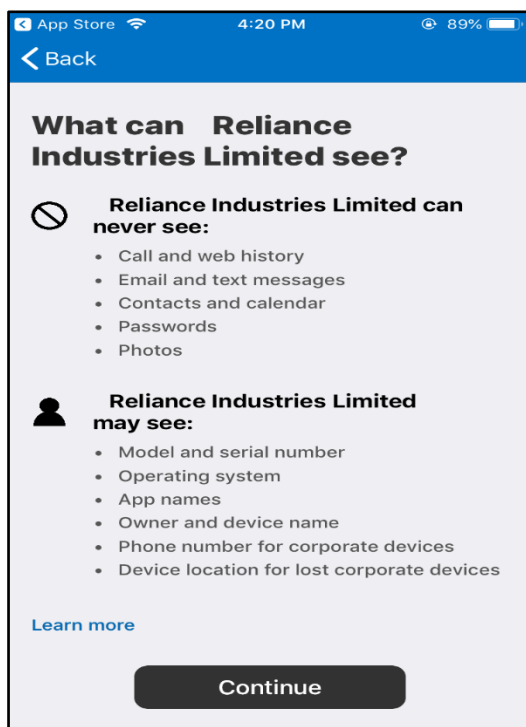 App Store 4:20 PM 89%
Back
What can Reliance
Industries Limited see?
Reliance Industries Limited can
never see:
• Call and web history
• Email and text messages
• Contacts and calendar
• Passwords
• Photos
Reliance Industries Limited
may see:
• Model and serial number
• Operating system
• App names
• Owner and device name
• Phone number for corporate devices
• Device location for lost corporate devices
Learn more
Continue